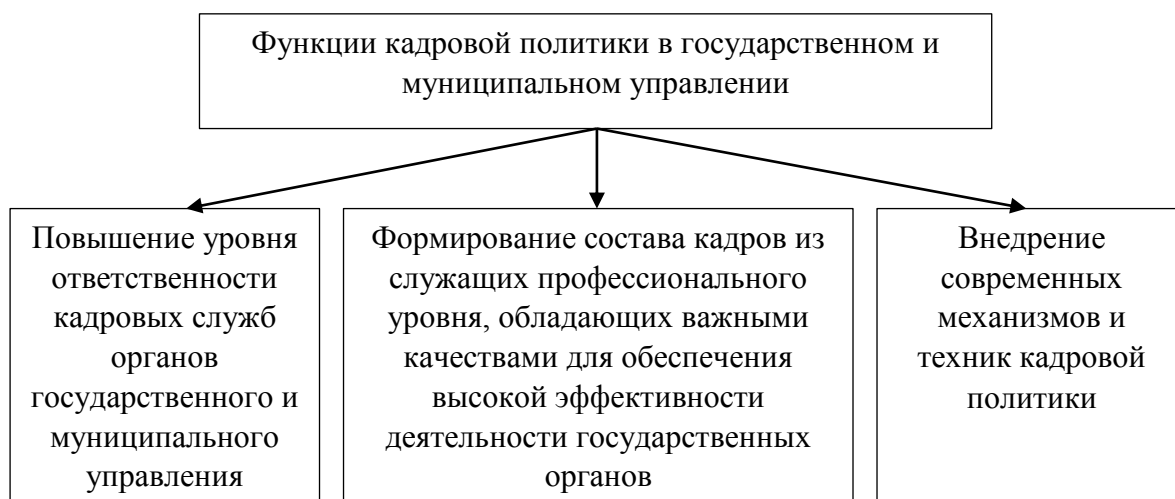 Функции кадровой политики в государственном и
муниципальном управлении
Повышение уровня
ответственности
кадровых служб
органов
государственного и
муниципального
управления
Формирование состава кадров из
служащих профессионального
уровня, обладающих важными
качествами для обеспечения
высокой эффективности
деятельности государственных
органов
Внедрение
современных
механизмов и
техник кадровой
политики